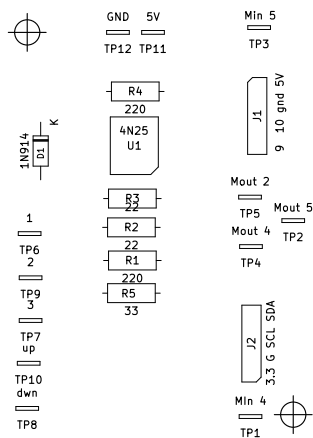 GND 5V
TP12 TP11
Min 5
TP3
R4
220
4N25
U1
1N914
D1
K
J1
9 10 gnd 5V
R3
22
R2
22
R1
220
R5
33
Mout 2
TP5
Mout 5
TP2
Mout 4
TP4
1
TP6
2
TP9
3
TP7
up
TP10
dwn
TP8
J2
3.3 G SCL SDA
Min 4
TP1